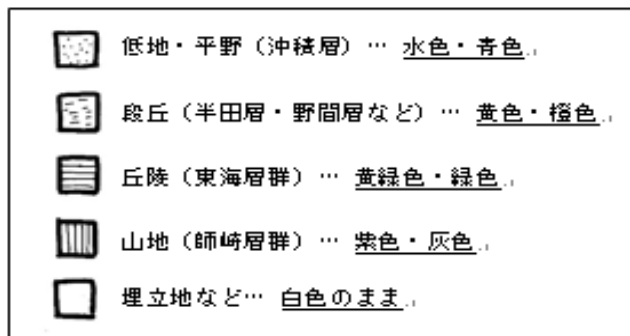 低地・平野（沖積層）… 水色・青色
段丘（半田層・野間層など）… 黄色・橙色
丘陵（東海層群）… 黄緑色・緑色
山地（師崎層群）… 紫色・灰色
埋立地など… 白色のまま